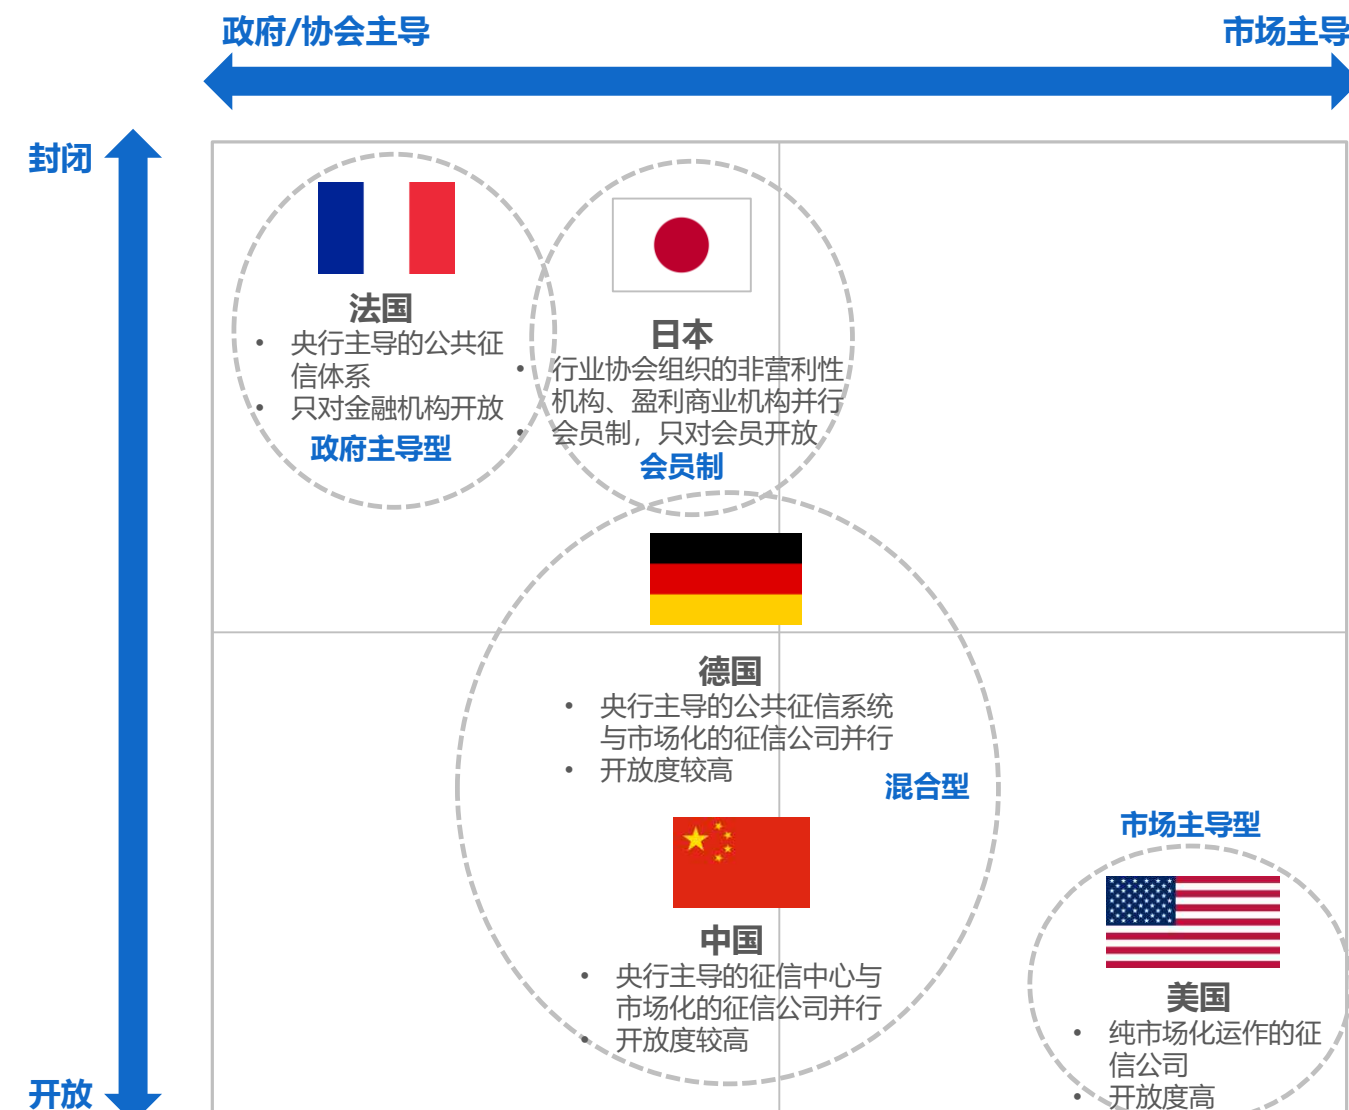 政府/协会主导
市场主导
封闭
法国
• 央行主导的公共征
信体系
• 只对金融机构开放
政府主导型
日本
• 行业协会组织的非营利性
机构、盈利商业机构并行
• 会员制，只对会员开放
会员制
德国
• 央行主导的公共征信系统
与市场化的征信公司并行
• 开放度较高
混合型
中国
• 央行主导的征信中心与
市场化的征信公司并行
• 开放度较高
市场主导型
美国
• 纯市场化运作的征
信公司
• 开放度高
开放